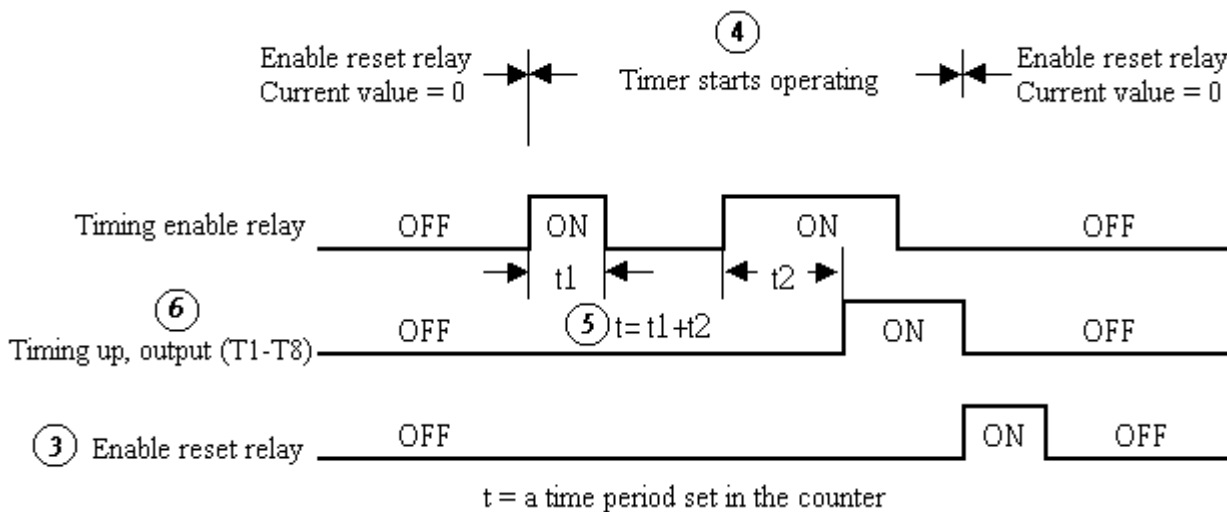 4
Enable reset relay
Current value = 0
Timer starts operating
Enable reset relay
Current value = 0
Timing enable relay
OFF
ON
ON
OFF
t1
t2
6
Timing up, output (T1-T8)
OFF
5 t= t1+t2
ON
OFF
3 Enable reset relay
OFF
ON
OFF
t = a time period set in the counter